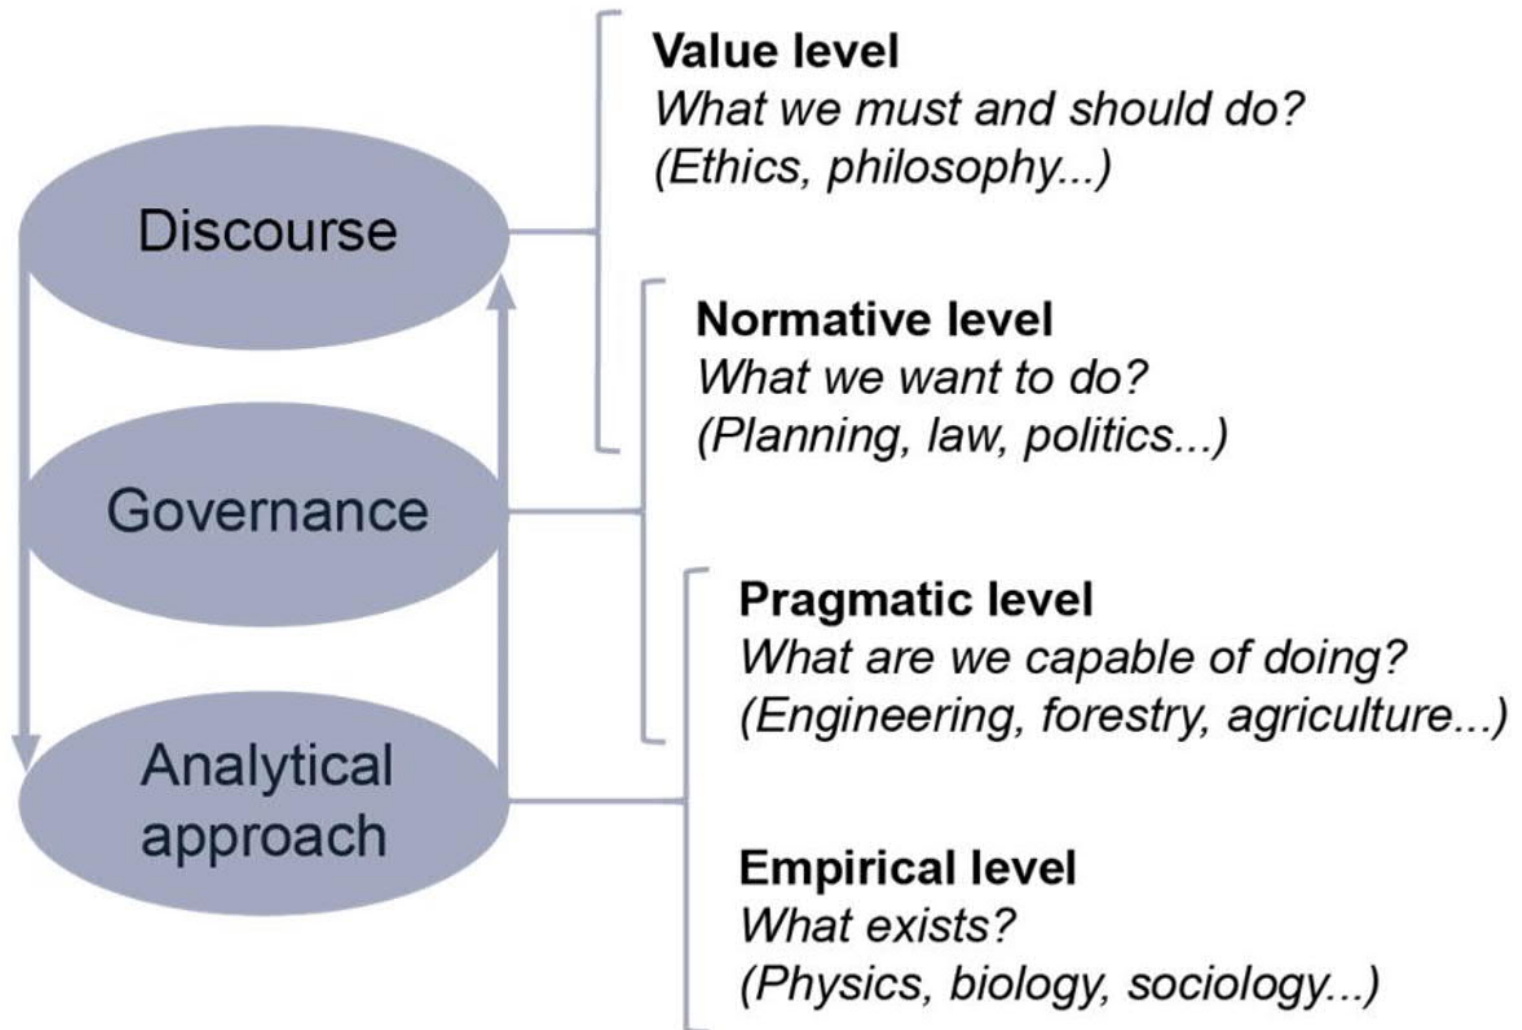 Value level
What we must and should do?
(Ethics, philosophy...)
Discourse
Normative level
What we want to do?
(Planning, law, politics...)
Governance
Pragmatic level
What are we capable of doing?
(Engineering, forestry, agriculture...)
Analytical
approach
Empirical level
What exists?
(Physics, biology, sociology...)